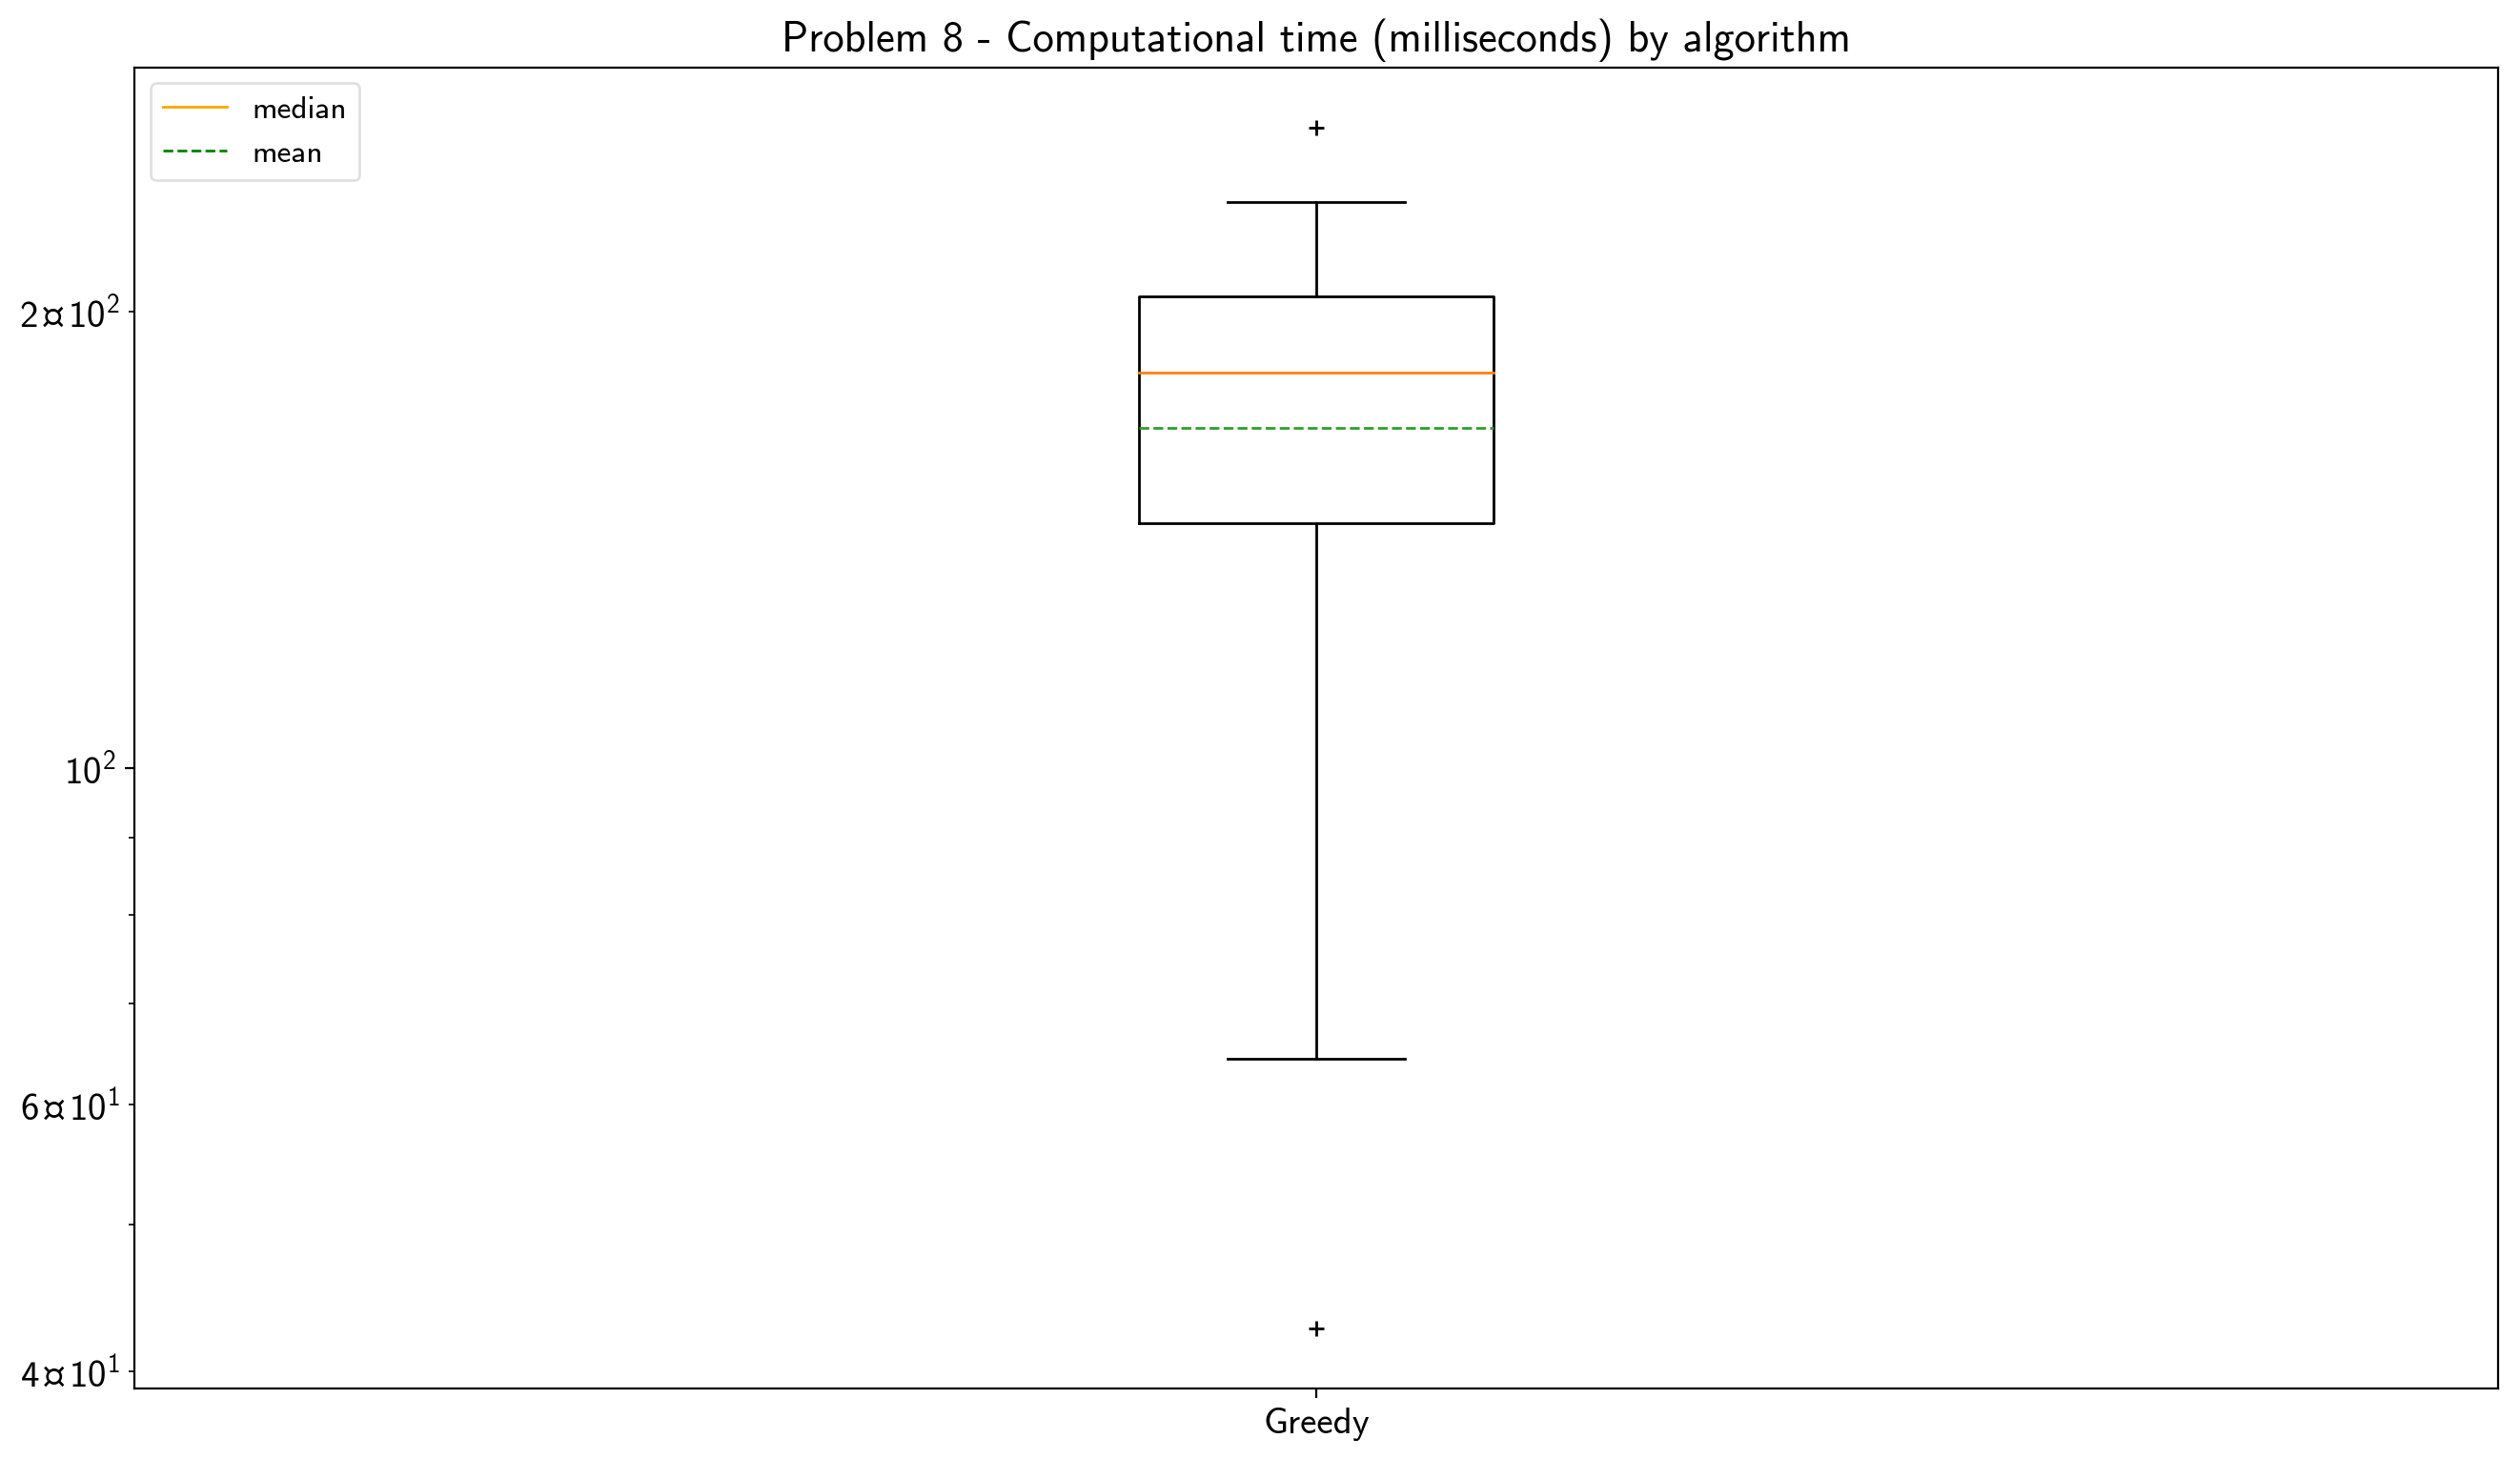 Problem 8 - Computational time (milliseconds) by algorithm
median
mean
2¤10²
10²
6¤10¹
4¤10¹
Greedy